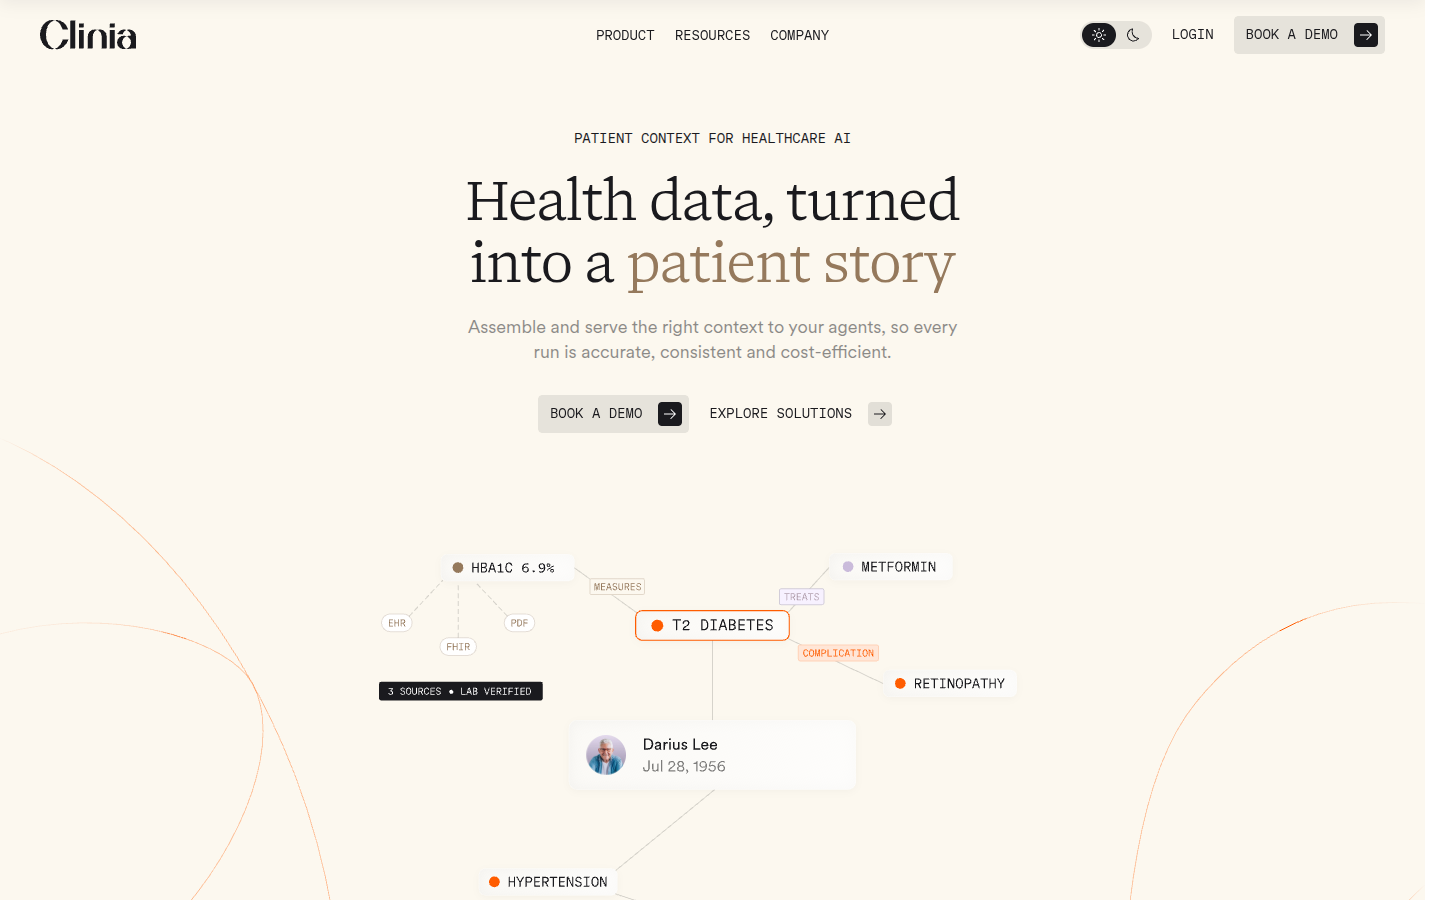 Clinia
PRODUCT RESOURCES COMPANY
LOGIN
BOOK A DEMO
PATIENT CONTEXT FOR HEALTHCARE AI
Health data, turned
into a patient story
Assemble and serve the right context to your agents, so every
run is accurate, consistent and cost-efficient.
BOOK A DEMO
EXPLORE SOLUTIONS
HBA1C 6.9%
METFORMIN
MEASURES
TREATS
EHR
PDF
T2 DIABETES
FHIR
COMPLICATION
RETINOPATHY
3 SOURCES ● LAB VERIFIED
Darius Lee
Jul 28, 1956
HYPERTENSION